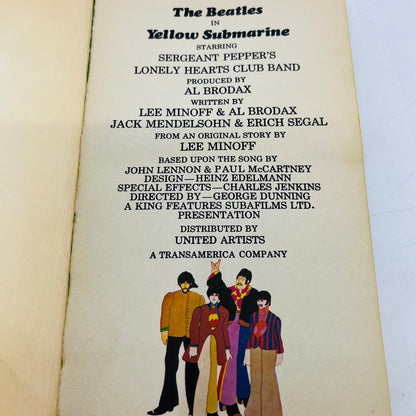 The Beatles
IN
Yellow Submarine
STARRING
SERGEANT PEPPER'S
LONELY HEARTS CLUB BAND
PRODUCED BY
AL BRODAX
WRITTEN BY
LEE MINOFF & AL BRODAX
JACK MENDELSOHN & ERICH SEGAL
FROM AN ORIGINAL STORY BY
LEE MINOFF
BASED UPON THE SONG BY
JOHN LENNON & PAUL McCARTNEY
DESIGN—HEINZ EDELMANN
SPECIAL EFFECTS—CHARLES JENKINS
DIRECTED BY—GEORGE DUNNING
A KING FEATURES SUBAFILMS LTD.
PRESENTATION
DISTRIBUTED BY
UNITED ARTISTS
A TRANSAMERICA COMPANY